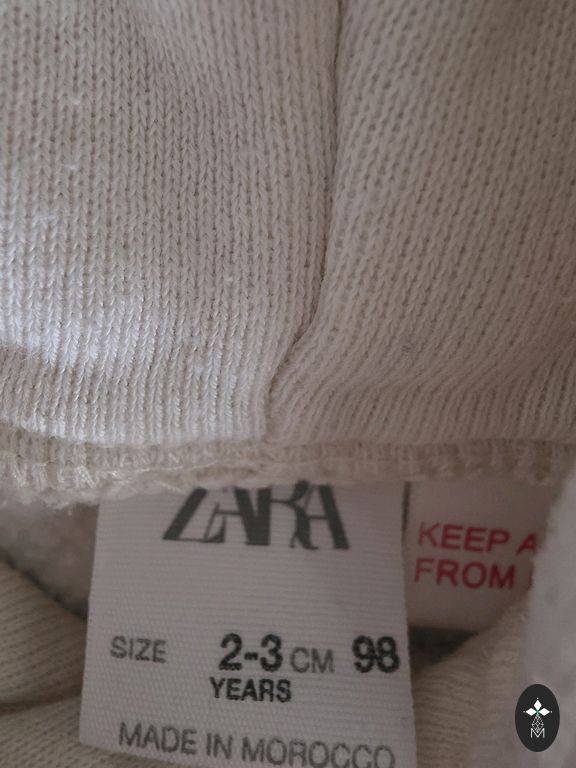 ZARA
KEEP A
FROM
SIZE 2-3 CM 98
YEARS
MADE IN MOROCCO
M